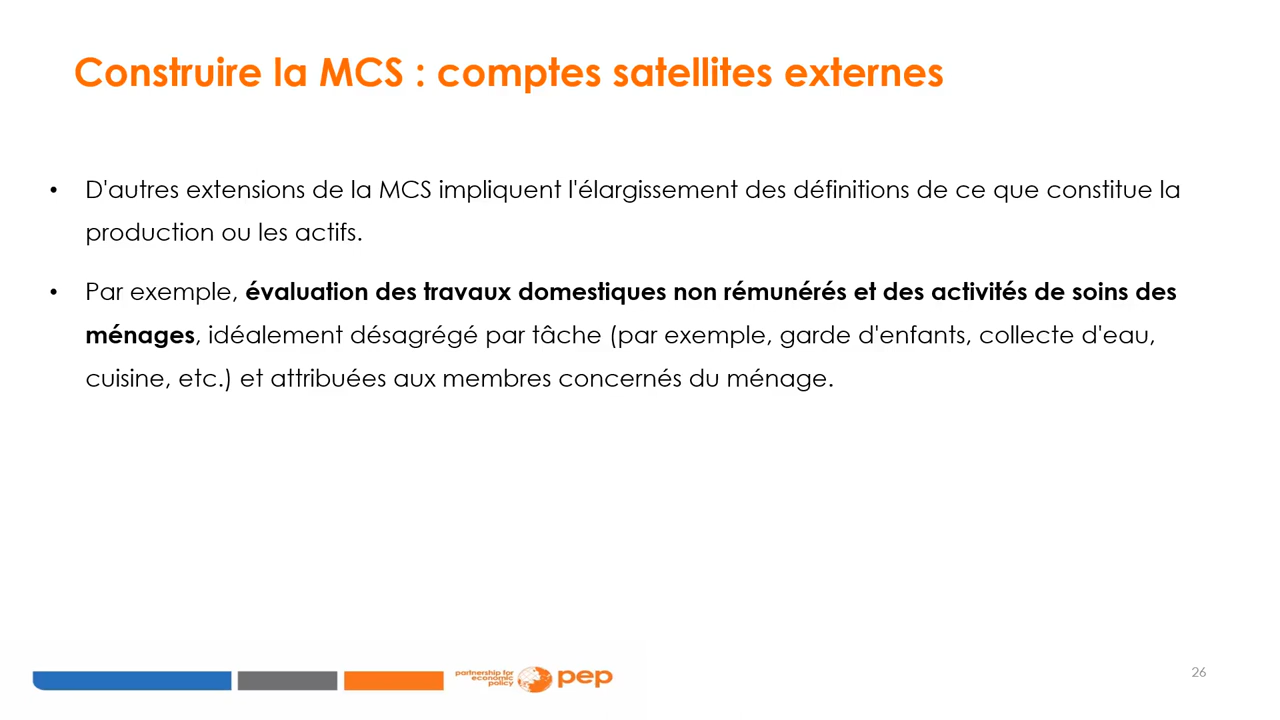 Construire la MCS : comptes satellites externes
• D'autres extensions de la MCS impliquent l'élargissement des définitions de ce que constitue la
production ou les actifs.
• Par exemple, évaluation des travaux domestiques non rémunérés et des activités de soins des
ménages, idéalement désagrégé par tâche (par exemple, garde d'enfants, collecte d'eau,
cuisine, etc.) et attribuées aux membres concernés du ménage.
partnership for
economic
policy
pep
26